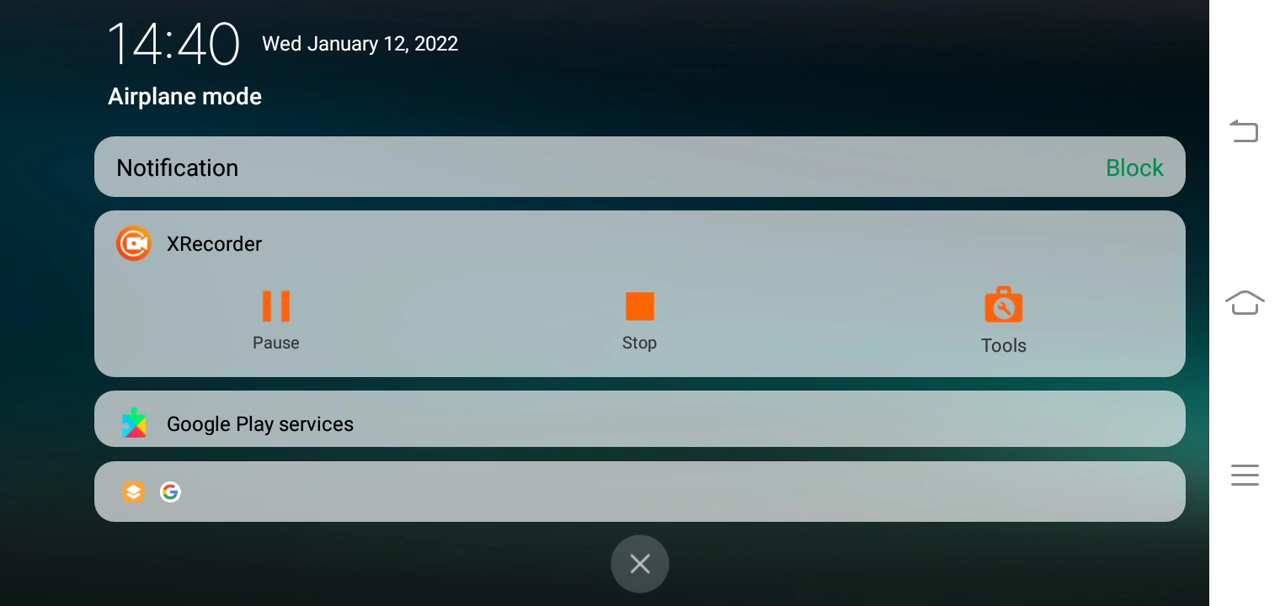 14:40 Wed January 12, 2022
Airplane mode
Notification Block
XRecorder
Pause Stop Tools
Google Play services